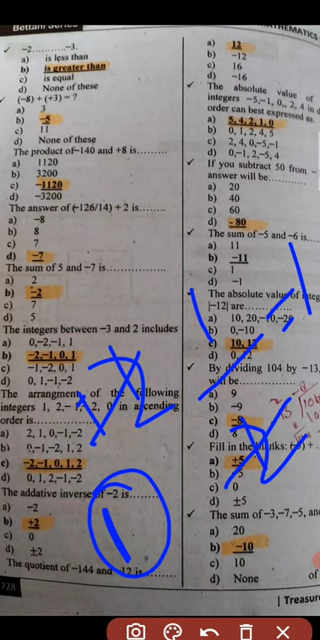 Bettani Series
-2..........-3.
a) is less than
b) is greater than
c) is equal
d) None of these
(-8) + (+3) = ?
a) 3
b) -5
c) 11
d) None of these
The product of -140 and +8 is.........
a) 1120
b) 3200
c) -1120
d) -3200
The answer of (-126/14) + 2 is.........
a) -8
b) 8
c) 7
d) -7
The sum of 5 and -7 is................
a) 2
b) -2
c) 7
d) 5
The integers between -3 and 2 includes
a) 0,-2,-1, 1
b) -2,-1, 0, 1
c) -1,-2, 0, 1
d) 0, 1,-1,-2
The arrangment of the following
integers 1, 2, 0 in ascending
order is.......
a) 2, 1, 0,-1,-2
b) 0,-1,-2, 1, 2
c) -2,-1, 0, 1, 2
d) 0, 1, 2,-1,-2
The addative inverse of -2 is.........
a) -2
b) +2
c) 0
d) ±2
The quotient of -144 and -12 is
728
MATHEMATICS
a) 12
b) -12
c) 16
d) -16
The absolute value of
integers -5,-1, 0,, 2, 4 in
order can best expressed as.
a) 5, 4, 2, 1, 0
b) 0, 1, 2, 4, 5
c) 2, 4, 0,-5,-1
d) 0,-1, 2,-5, 4
If you subtract 50 from
answer will be............
a) 20
b) 40
c) 60
d) -80
The sum of -5 and -6 is
a) 11
b) -11
c) 1
d) -1
The absolute value of
|-12| are............
a) 10, 20,-10,-20
b) 0,-10
c) 10, 12
d) 0, 12
By dividing 104 by -13,
will be............
a) 9
b) -9
c) -8
d) 8
Fill in the
a) +5
c) 0
d) ±5
The sum of -3,-7,-5,
a) 20
b) -10
c) 10
d) None
of
| Treasur